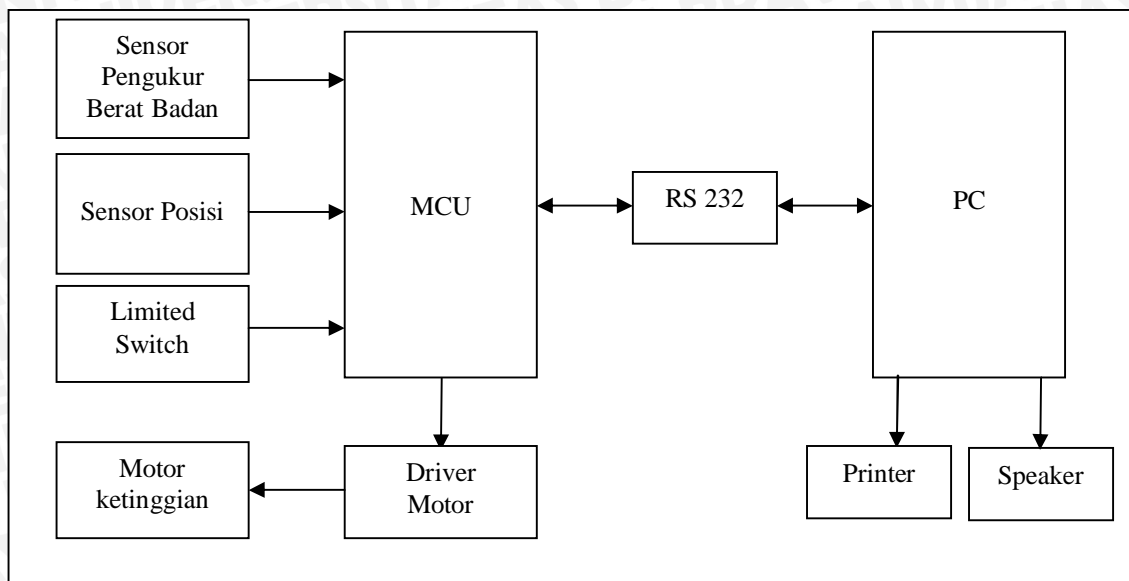 Sensor
Pengukur
Berat Badan
Sensor Posisi
Limited
Switch
MCU
RS 232
PC
Motor
ketinggian
Driver
Motor
Printer
Speaker